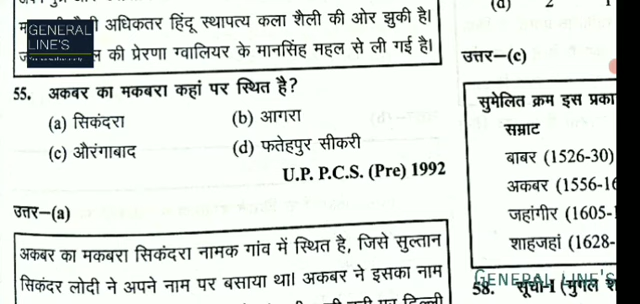 अधिकतर हिंदू स्थापत्य कला शैली की ओर झुकी है।
GENERAL
LINE'S
की प्रेरणा ग्वालियर के मानसिंह महल से ली गई है।
55. अकबर का मकबरा कहां पर स्थित है?
(a) सिकंदरा
(b) आगरा
(c) औरंगाबाद
(d) फतेहपुर सीकरी
U.P. P.C.S. (Pre) 1992
उत्तर–(a)
अकबर का मकबरा सिकंदरा नामक गांव में स्थित है, जिसे सुल्तान
सिकंदर लोदी ने अपने नाम पर बसाया था। अकबर ने इसका नाम
दिल्ली
(d) 2 1
उत्तर–(c)
सुमेलित क्रम इस प्रका
सम्राट
बाबर (1526-30)
अकबर (1556-16
जहांगीर (1605-1
शाहजहां (1628-
GENERAL LINE'S
58. सूची-I (मुगल श